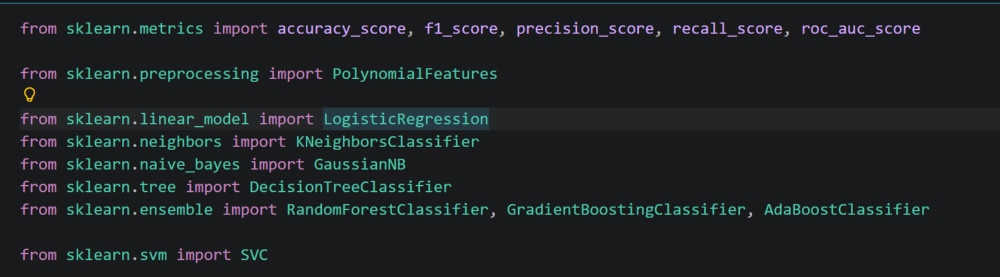 from sklearn.metrics import accuracy_score, f1_score, precision_score, recall_score, roc_auc_score
from sklearn.preprocessing import PolynomialFeatures
from sklearn.linear_model import LogisticRegression
from sklearn.neighbors import KNeighborsClassifier
from sklearn.naive_bayes import GaussianNB
from sklearn.tree import DecisionTreeClassifier
from sklearn.ensemble import RandomForestClassifier, GradientBoostingClassifier, AdaBoostClassifier
from sklearn.svm import SVC